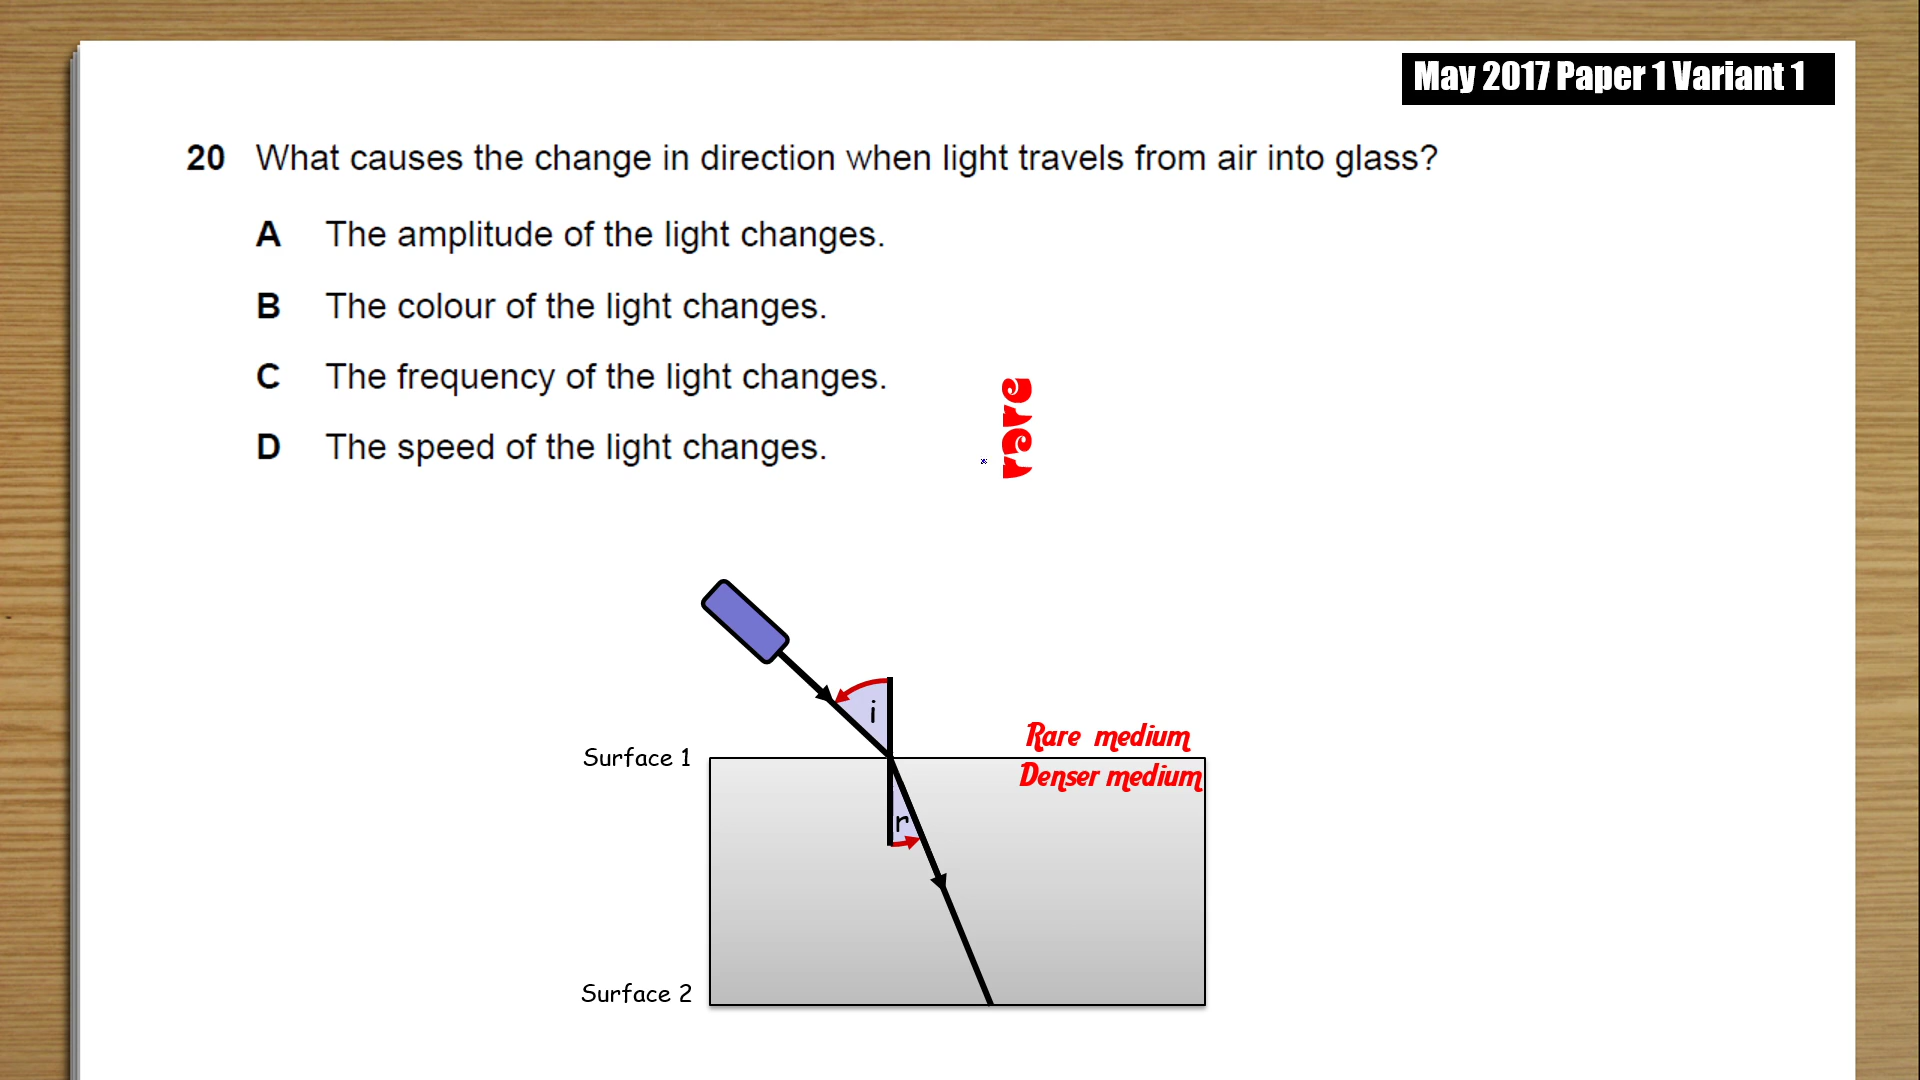 May 2017 Paper 1 Variant 1
20 What causes the change in direction when light travels from air into glass?
A The amplitude of the light changes.
B The colour of the light changes.
C The frequency of the light changes.
D The speed of the light changes.
rare
i
Rare medium
Surface 1
Denser medium
r
Surface 2